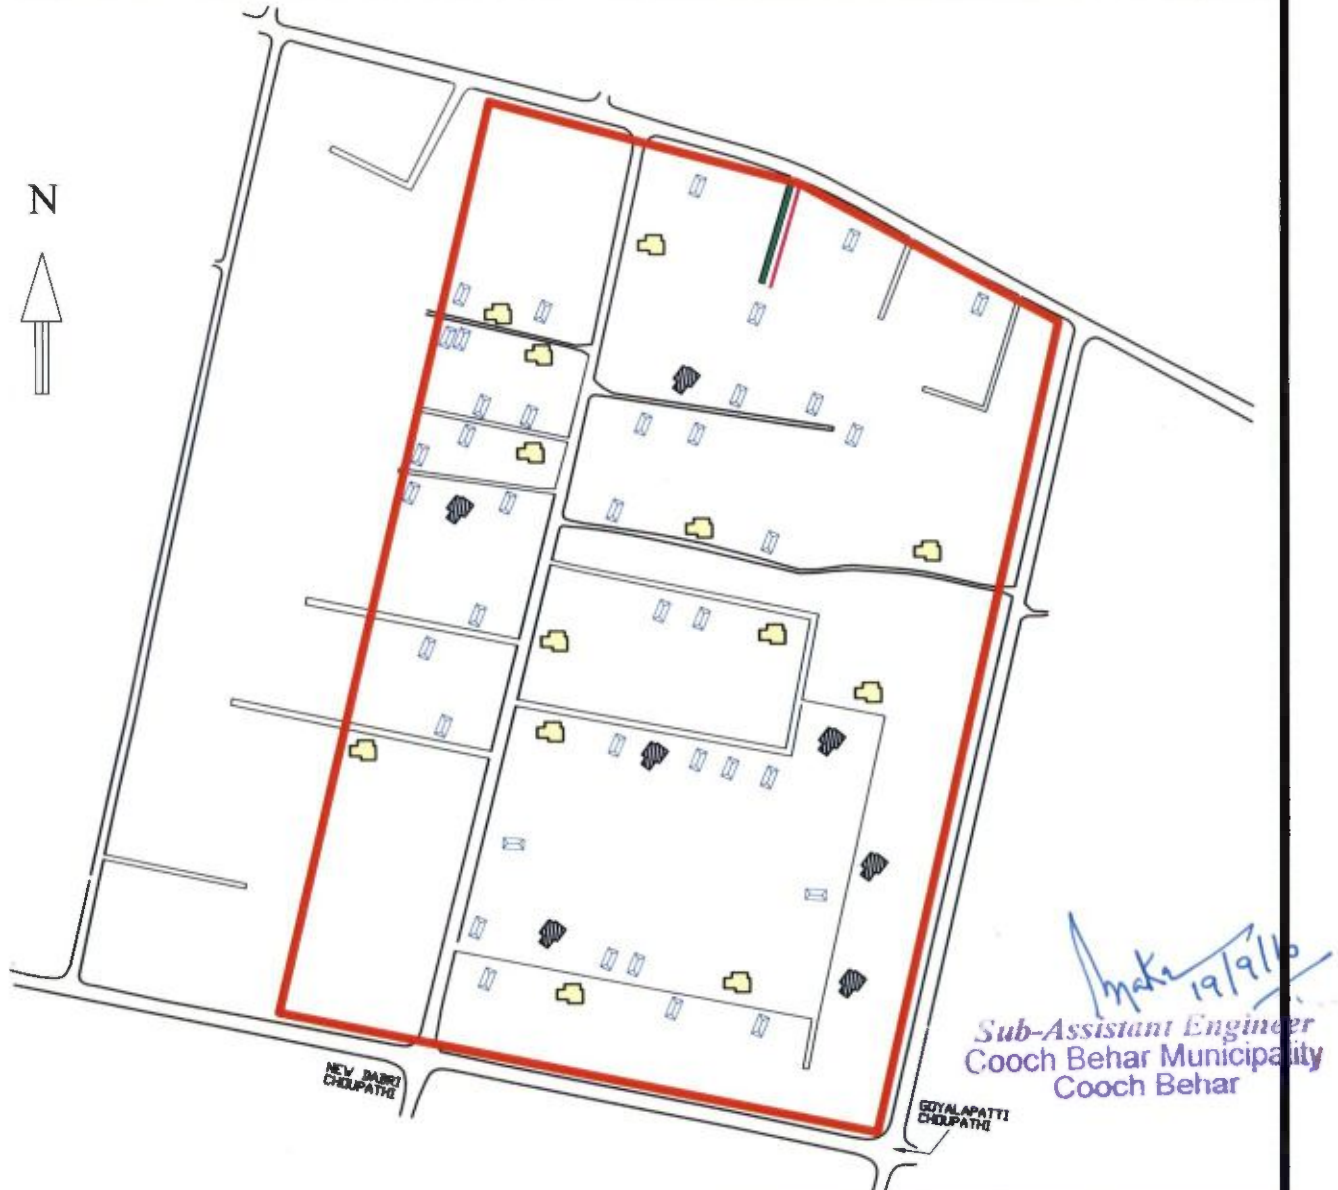 N
NEW DABRI
CHOUPATHI
GOYALAPATTI
CHOUPATHI
19/9/16
Sub-Assistant Engineer
Cooch Behar Municipality
Cooch Behar